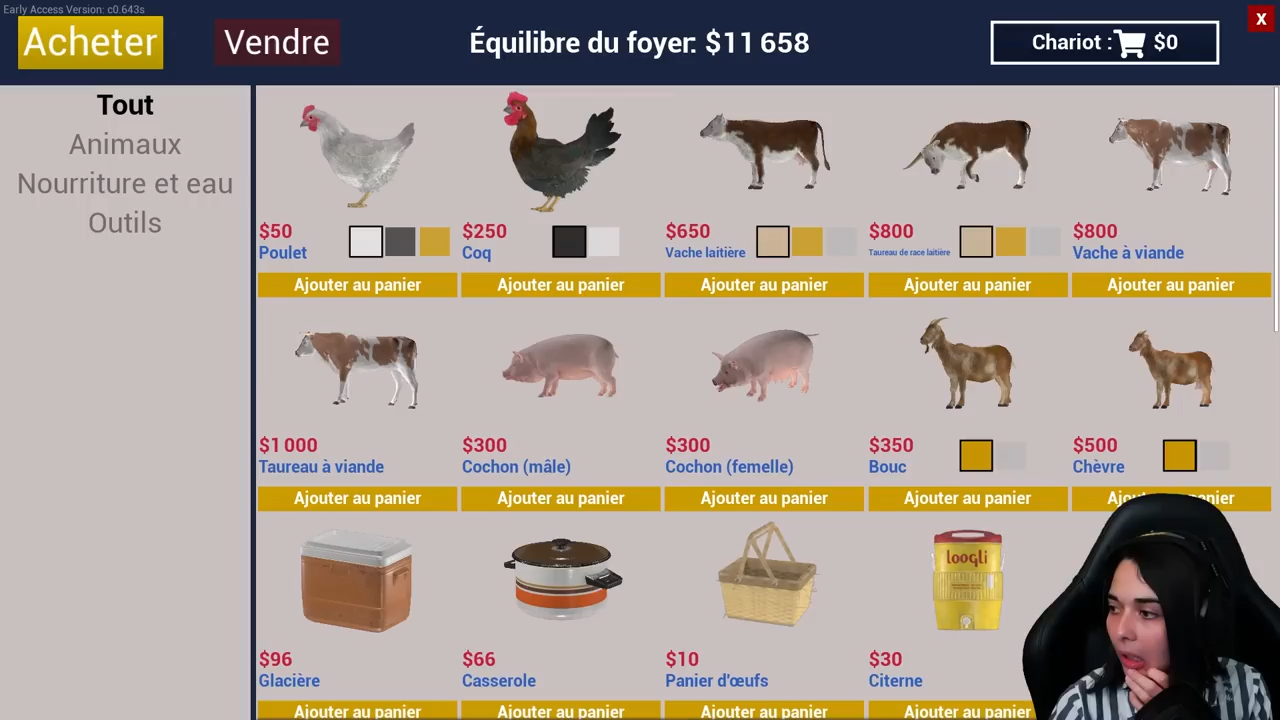 Early Access Version: c0.643s
Acheter
Vendre
Équilibre du foyer: $11 658
Chariot : $0
X
Tout
Animaux
Nourriture et eau
Outils
$50
Poulet
$250
Coq
$650
Vache laitière
$800
Taureau de race laitière
$800
Vache à viande
Ajouter au panier
Ajouter au panier
Ajouter au panier
Ajouter au panier
Ajouter au panier
$1 000
Taureau à viande
$300
Cochon (mâle)
$300
Cochon (femelle)
$350
Bouc
$500
Chèvre
Ajouter au panier
Ajouter au panier
Ajouter au panier
Ajouter au panier
loogli
$96
Glacière
$66
Casserole
$10
Panier d'œufs
$30
Citerne
Ajouter au panier
Ajouter au panier
Ajouter au panier
Ajouter au panier